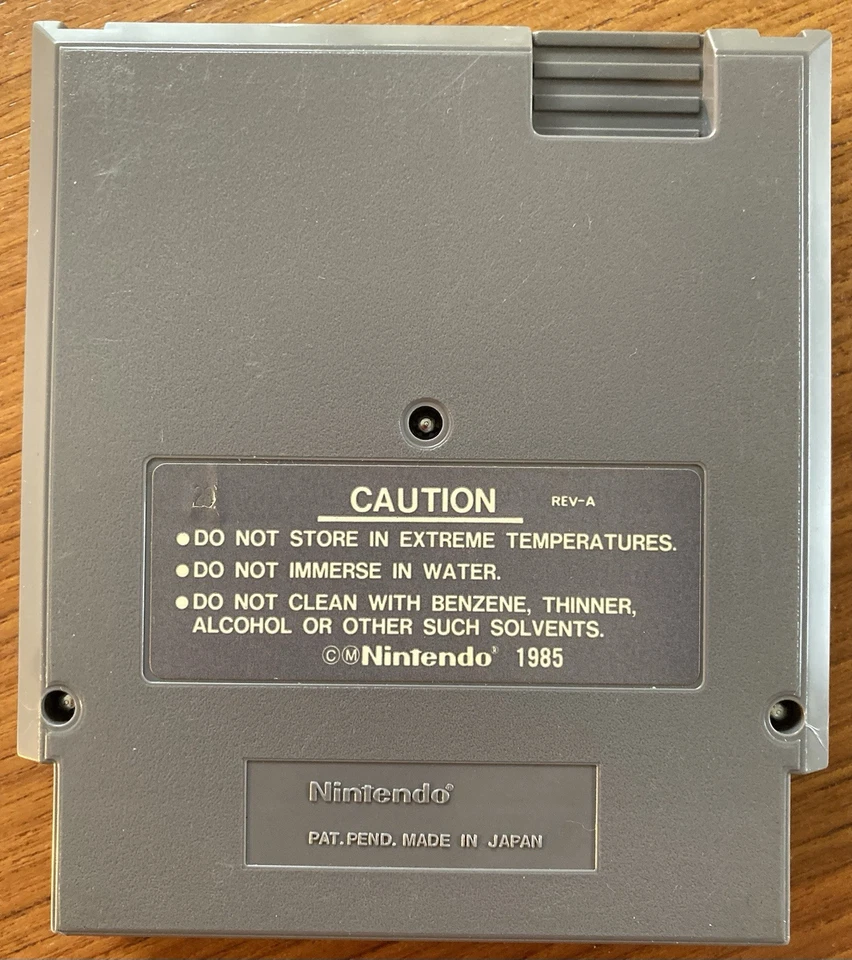 CAUTION REV-A
●DO NOT STORE IN EXTREME TEMPERATURES.
●DO NOT IMMERSE IN WATER.
●DO NOT CLEAN WITH BENZENE, THINNER,
ALCOHOL OR OTHER SUCH SOLVENTS.
ⒸⓂNintendo® 1985
Nintendo®
PAT. PEND. MADE IN JAPAN